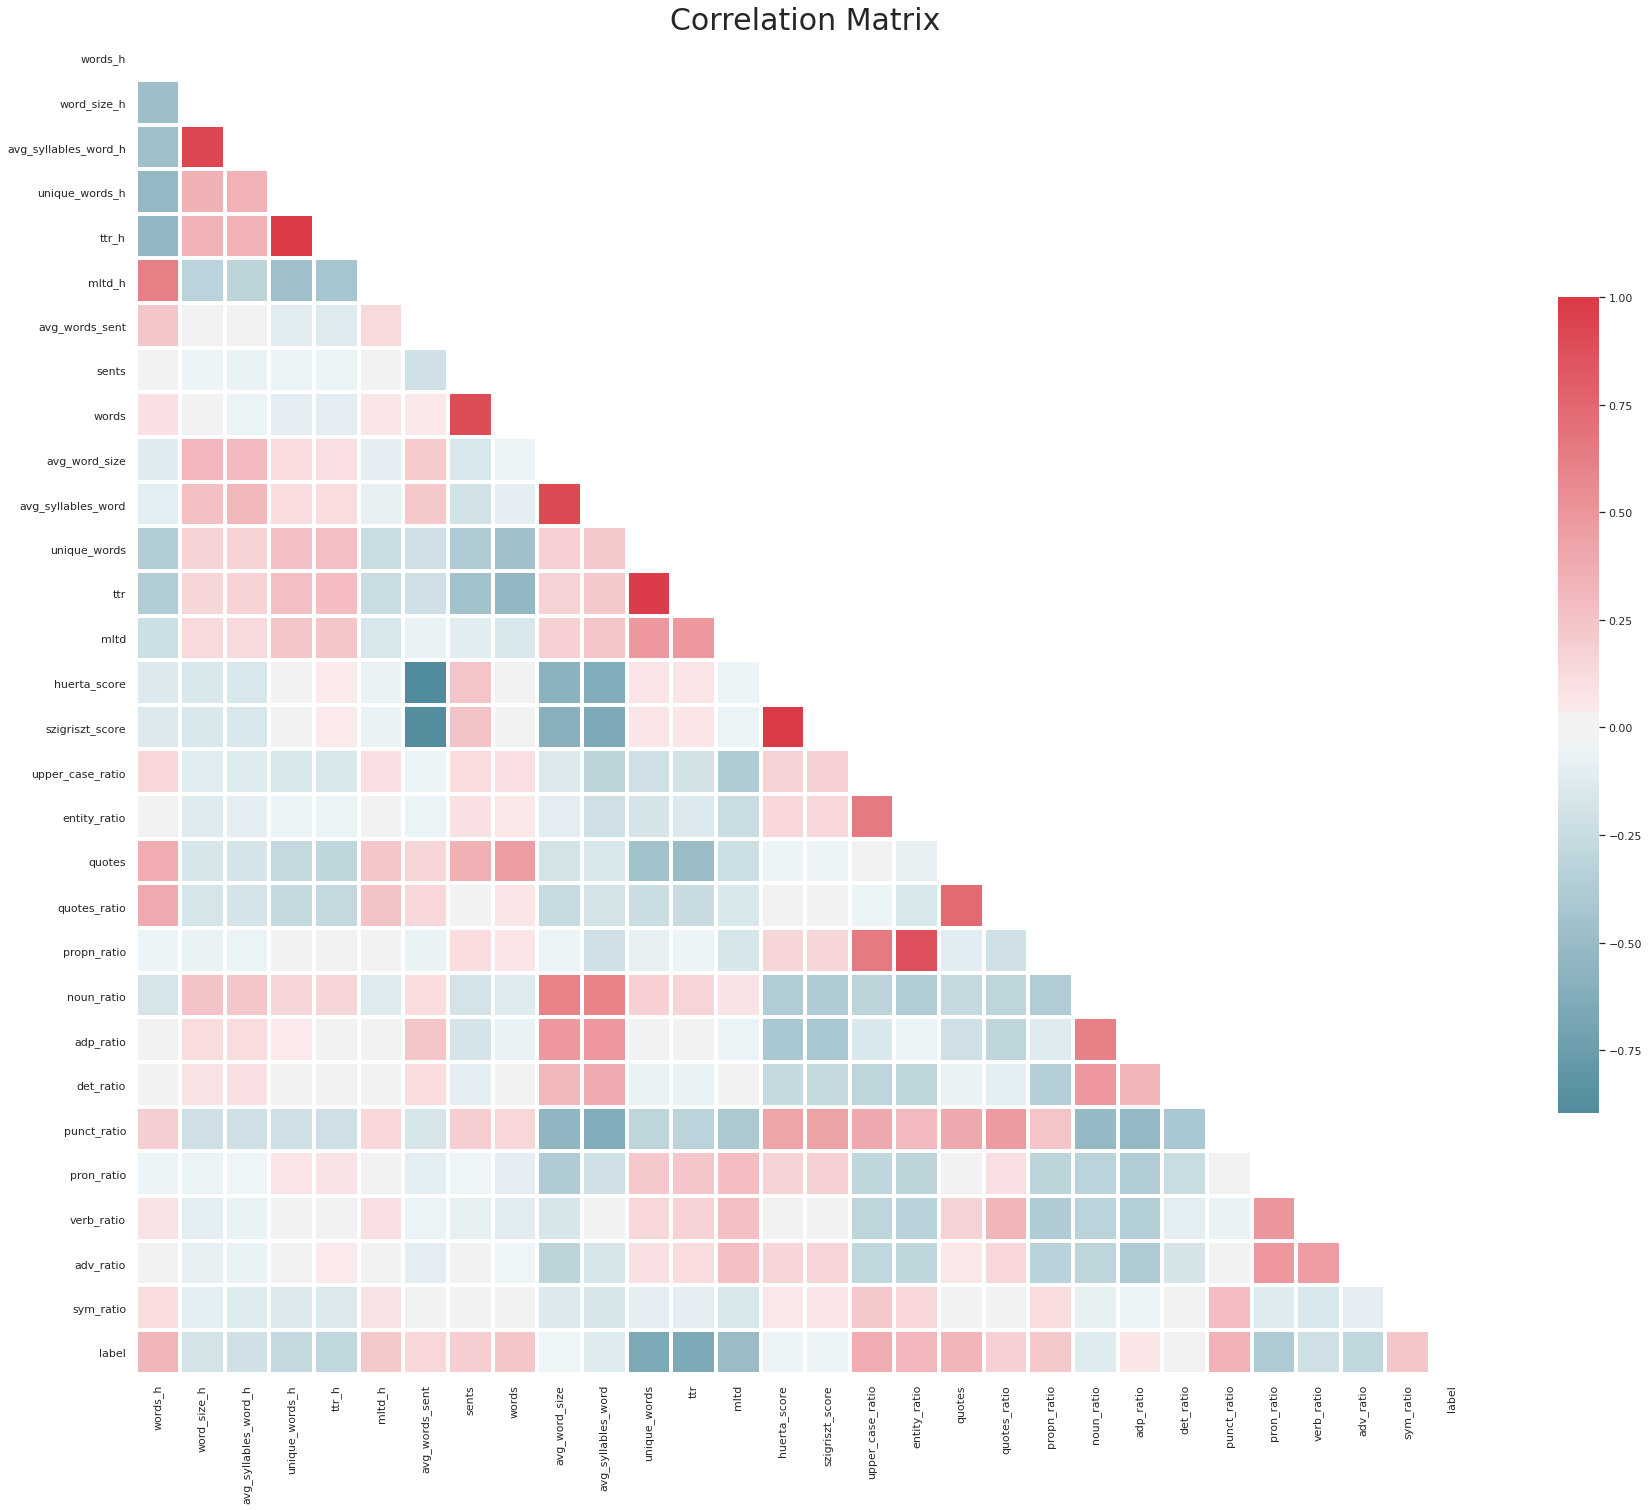 Correlation Matrix
words_h
word_size_h
avg_syllables_word_h
unique_words_h
ttr_h
mltd_h
avg_words_sent
sents
words
avg_word_size
avg_syllables_word
unique_words
ttr
mltd
huerta_score
szigriszt_score
upper_case_ratio
entity_ratio
quotes
quotes_ratio
propn_ratio
noun_ratio
adp_ratio
det_ratio
punct_ratio
pron_ratio
verb_ratio
adv_ratio
sym_ratio
label
words_h
word_size_h
avg_syllables_word_h
unique_words_h
ttr_h
mltd_h
avg_words_sent
sents
words
avg_word_size
avg_syllables_word
unique_words
ttr
mltd
huerta_score
szigriszt_score
upper_case_ratio
entity_ratio
quotes
quotes_ratio
propn_ratio
noun_ratio
adp_ratio
det_ratio
punct_ratio
pron_ratio
verb_ratio
adv_ratio
sym_ratio
label
1.00
0.75
0.50
0.25
0.00
−0.25
−0.50
−0.75